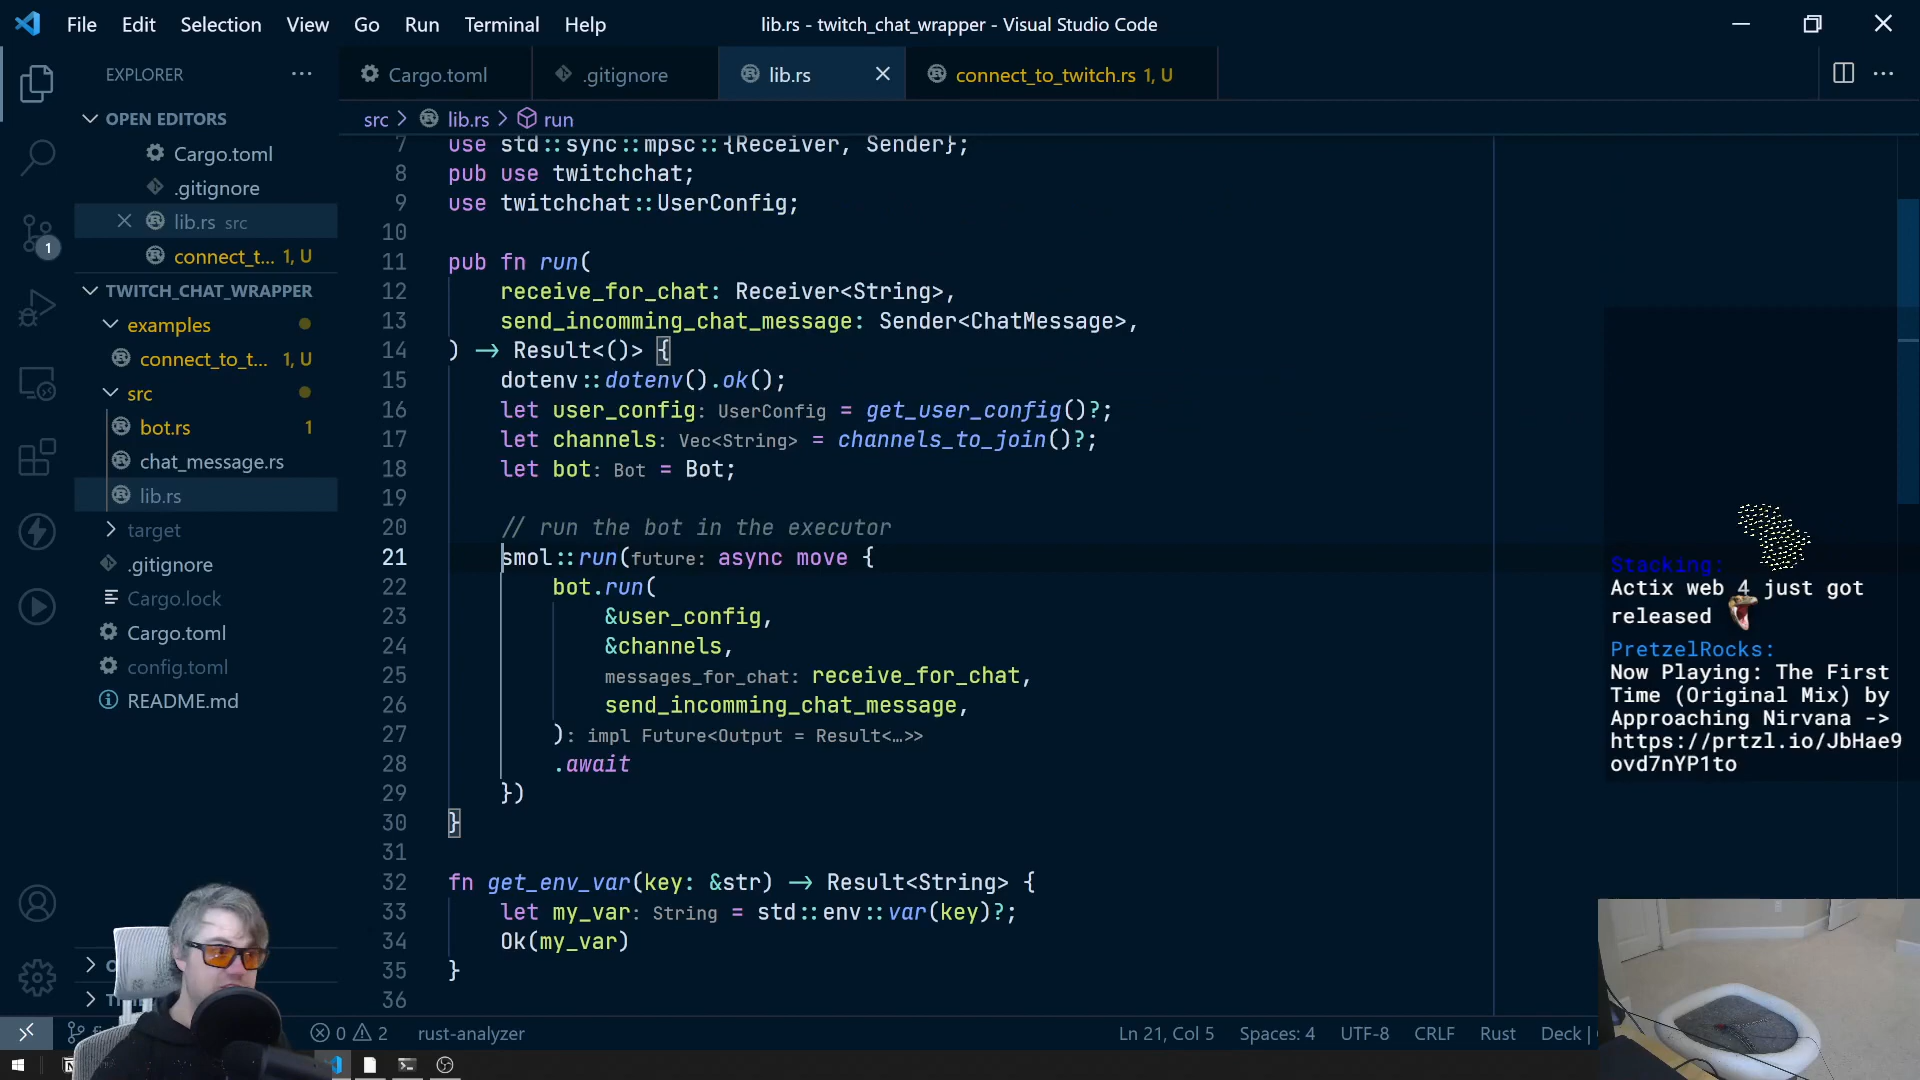 File Edit Selection View Go Run Terminal Help
lib.rs - twitch_chat_wrapper - Visual Studio Code
EXPLORER
OPEN EDITORS
Cargo.toml
.gitignore
lib.rs src
connect_t... 1, U
TWITCH_CHAT_WRAPPER
examples
connect_to_t... 1, U
src
bot.rs 1
chat_message.rs
lib.rs
target
.gitignore
Cargo.lock
Cargo.toml
config.toml
README.md
1
Cargo.toml
.gitignore
lib.rs
connect_to_twitch.rs 1, U
src > lib.rs > run
7 use std::sync::mpsc::{Receiver, Sender};
8 pub use twitchchat;
9 use twitchchat::UserConfig;
10
11 pub fn run(
12 receive_for_chat: Receiver<String>,
13 send_incomming_chat_message: Sender<ChatMessage>,
14 ) -> Result<()> {
15 dotenv::dotenv().ok();
16 let user_config: UserConfig = get_user_config()?;
17 let channels: Vec<String> = channels_to_join()?;
18 let bot: Bot = Bot;
19
20 // run the bot in the executor
21 smol::run(future: async move {
22 bot.run(
23 &user_config,
24 &channels,
25 messages_for_chat: receive_for_chat,
26 send_incomming_chat_message,
27 ): impl Future<Output = Result<…>>
28 .await
29 })
30 }
31
32 fn get_env_var(key: &str) -> Result<String> {
33 let my_var: String = std::env::var(key)?;
34 Ok(my_var)
35 }
36
Stacking:
Actix web 4 just got
released
PretzelRocks:
Now Playing: The First
Time (Original Mix) by
Approaching Nirvana ->
https://prtzl.io/JbHae9
ovd7nYP1to
0 2 rust-analyzer
Ln 21, Col 5 Spaces: 4 UTF-8 CRLF Rust Deck |